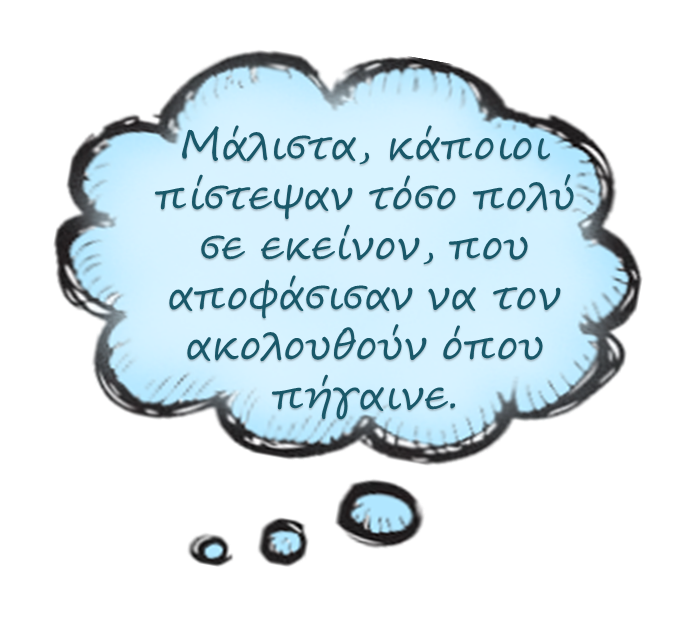 Μάλιστα, κάποιοι
πίστεψαν τόσο πολύ
σε εκείνον, που
αποφάσισαν να τον
ακολουθούν όπου
πήγαινε.